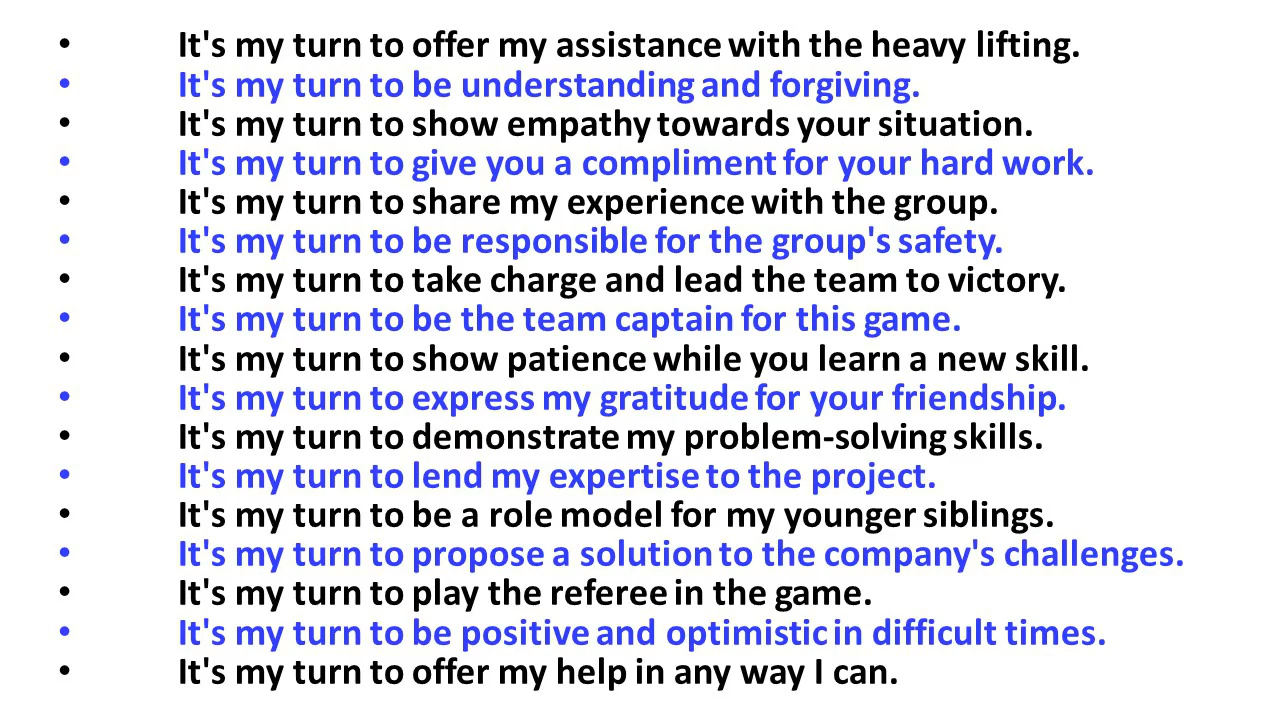 • It's my turn to offer my assistance with the heavy lifting.
• It's my turn to be understanding and forgiving.
• It's my turn to show empathy towards your situation.
• It's my turn to give you a compliment for your hard work.
• It's my turn to share my experience with the group.
• It's my turn to be responsible for the group's safety.
• It's my turn to take charge and lead the team to victory.
• It's my turn to be the team captain for this game.
• It's my turn to show patience while you learn a new skill.
• It's my turn to express my gratitude for your friendship.
• It's my turn to demonstrate my problem-solving skills.
• It's my turn to lend my expertise to the project.
• It's my turn to be a role model for my younger siblings.
• It's my turn to propose a solution to the company's challenges.
• It's my turn to play the referee in the game.
• It's my turn to be positive and optimistic in difficult times.
• It's my turn to offer my help in any way I can.